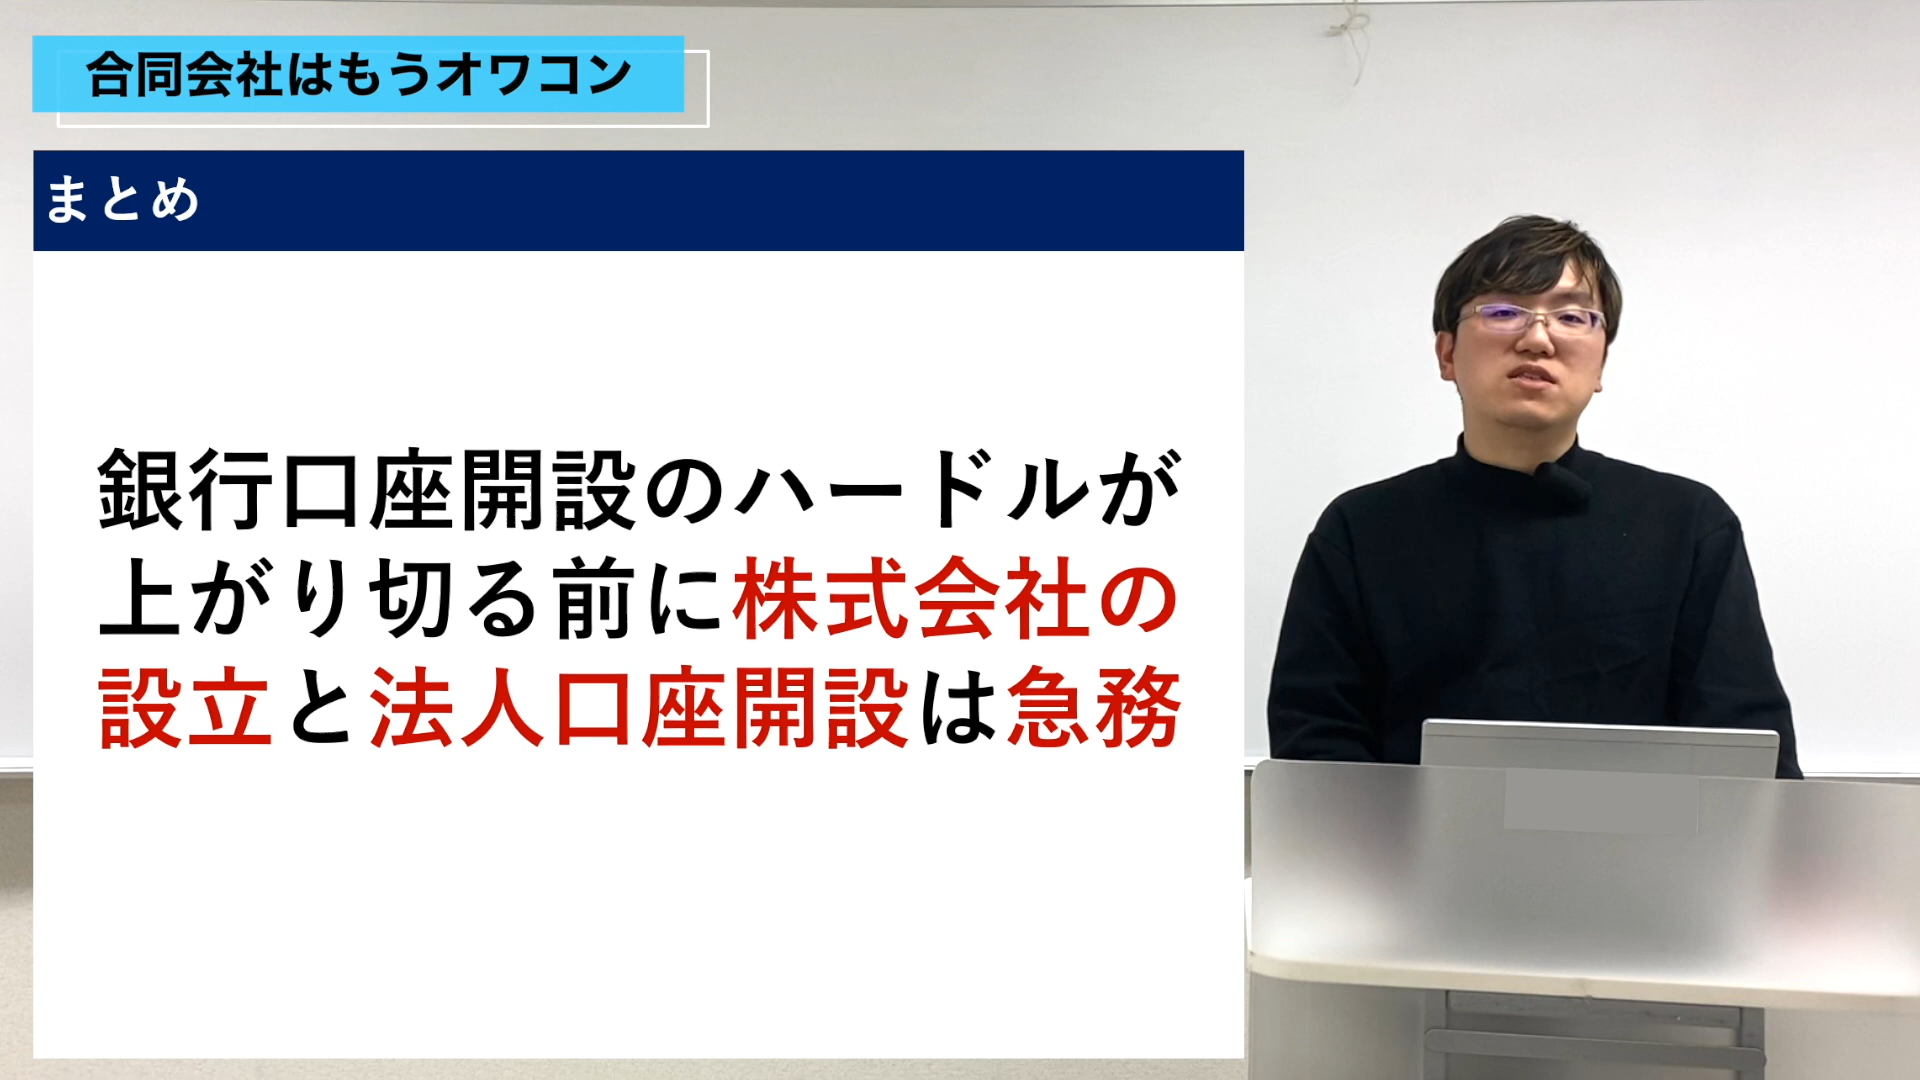 合同会社はもうオワコン
まとめ
銀行口座開設のハードルが
上がり切る前に株式会社の
設立と法人口座開設は急務